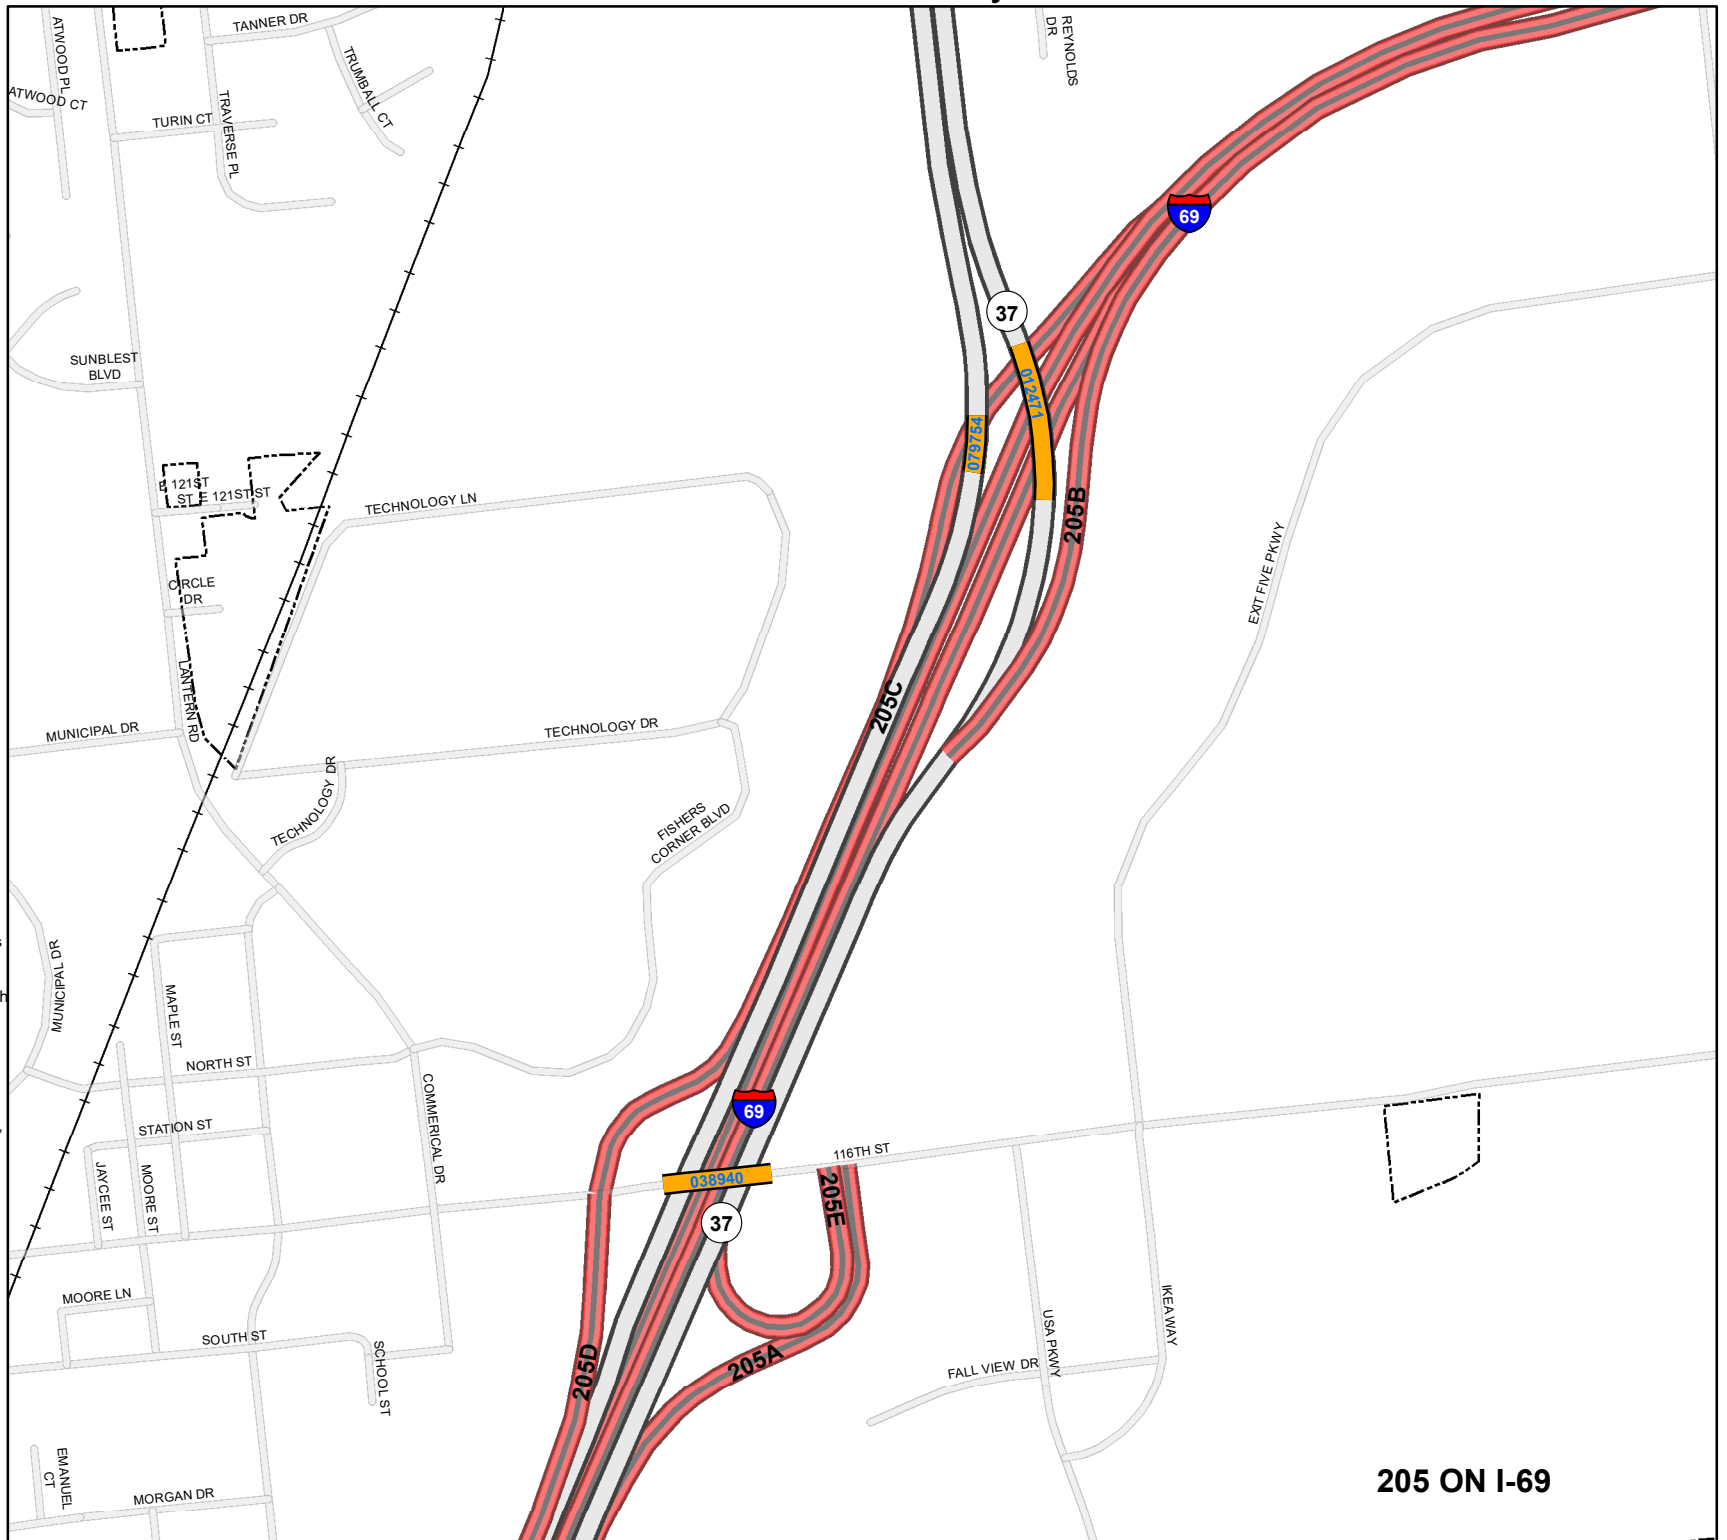 TANNER DR
REYNOLDS
DR
ATWOOD PL
TRUMBALL CT
ATWOOD CT
TURIN CT
TRAVERSE PL
69
37
SUNBLEST
BLVD
012471
079754
E 121ST
ST
E 121ST ST
TECHNOLOGY LN
205B
EXIT FIVE PKWY
CIRCLE
DR
LANTERN RD
205C
MUNICIPAL DR
TECHNOLOGY DR
TECHNOLOGY DR
FISHERS
CORNER BLVD
MUNICIPAL DR
MAPLE ST
NORTH ST
COMMERICAL DR
69
STATION ST
116TH ST
JAYCEE ST
MOORE ST
038940
205E
37
MOORE LN
SOUTH ST
SCHOOL ST
205D
205A
IKEA WAY
USA PKWY
FALL VIEW DR
EMANUEL
CT
MORGAN DR
205 ON I-69